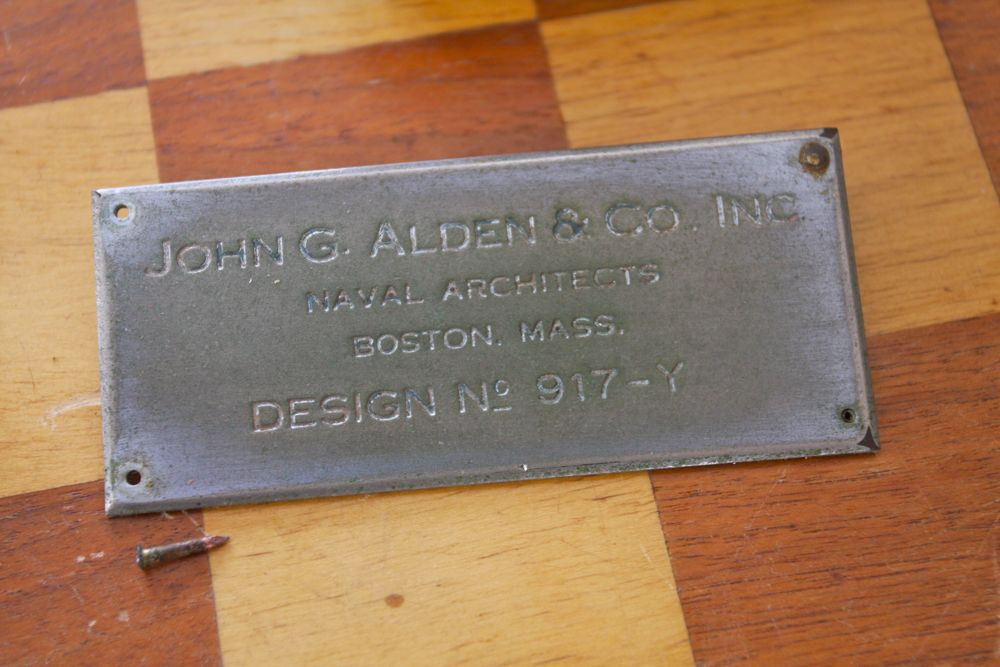 JOHN G. ALDEN & CO. INC.
NAVAL ARCHITECTS
BOSTON. MASS.
DESIGN Nº 917-Y